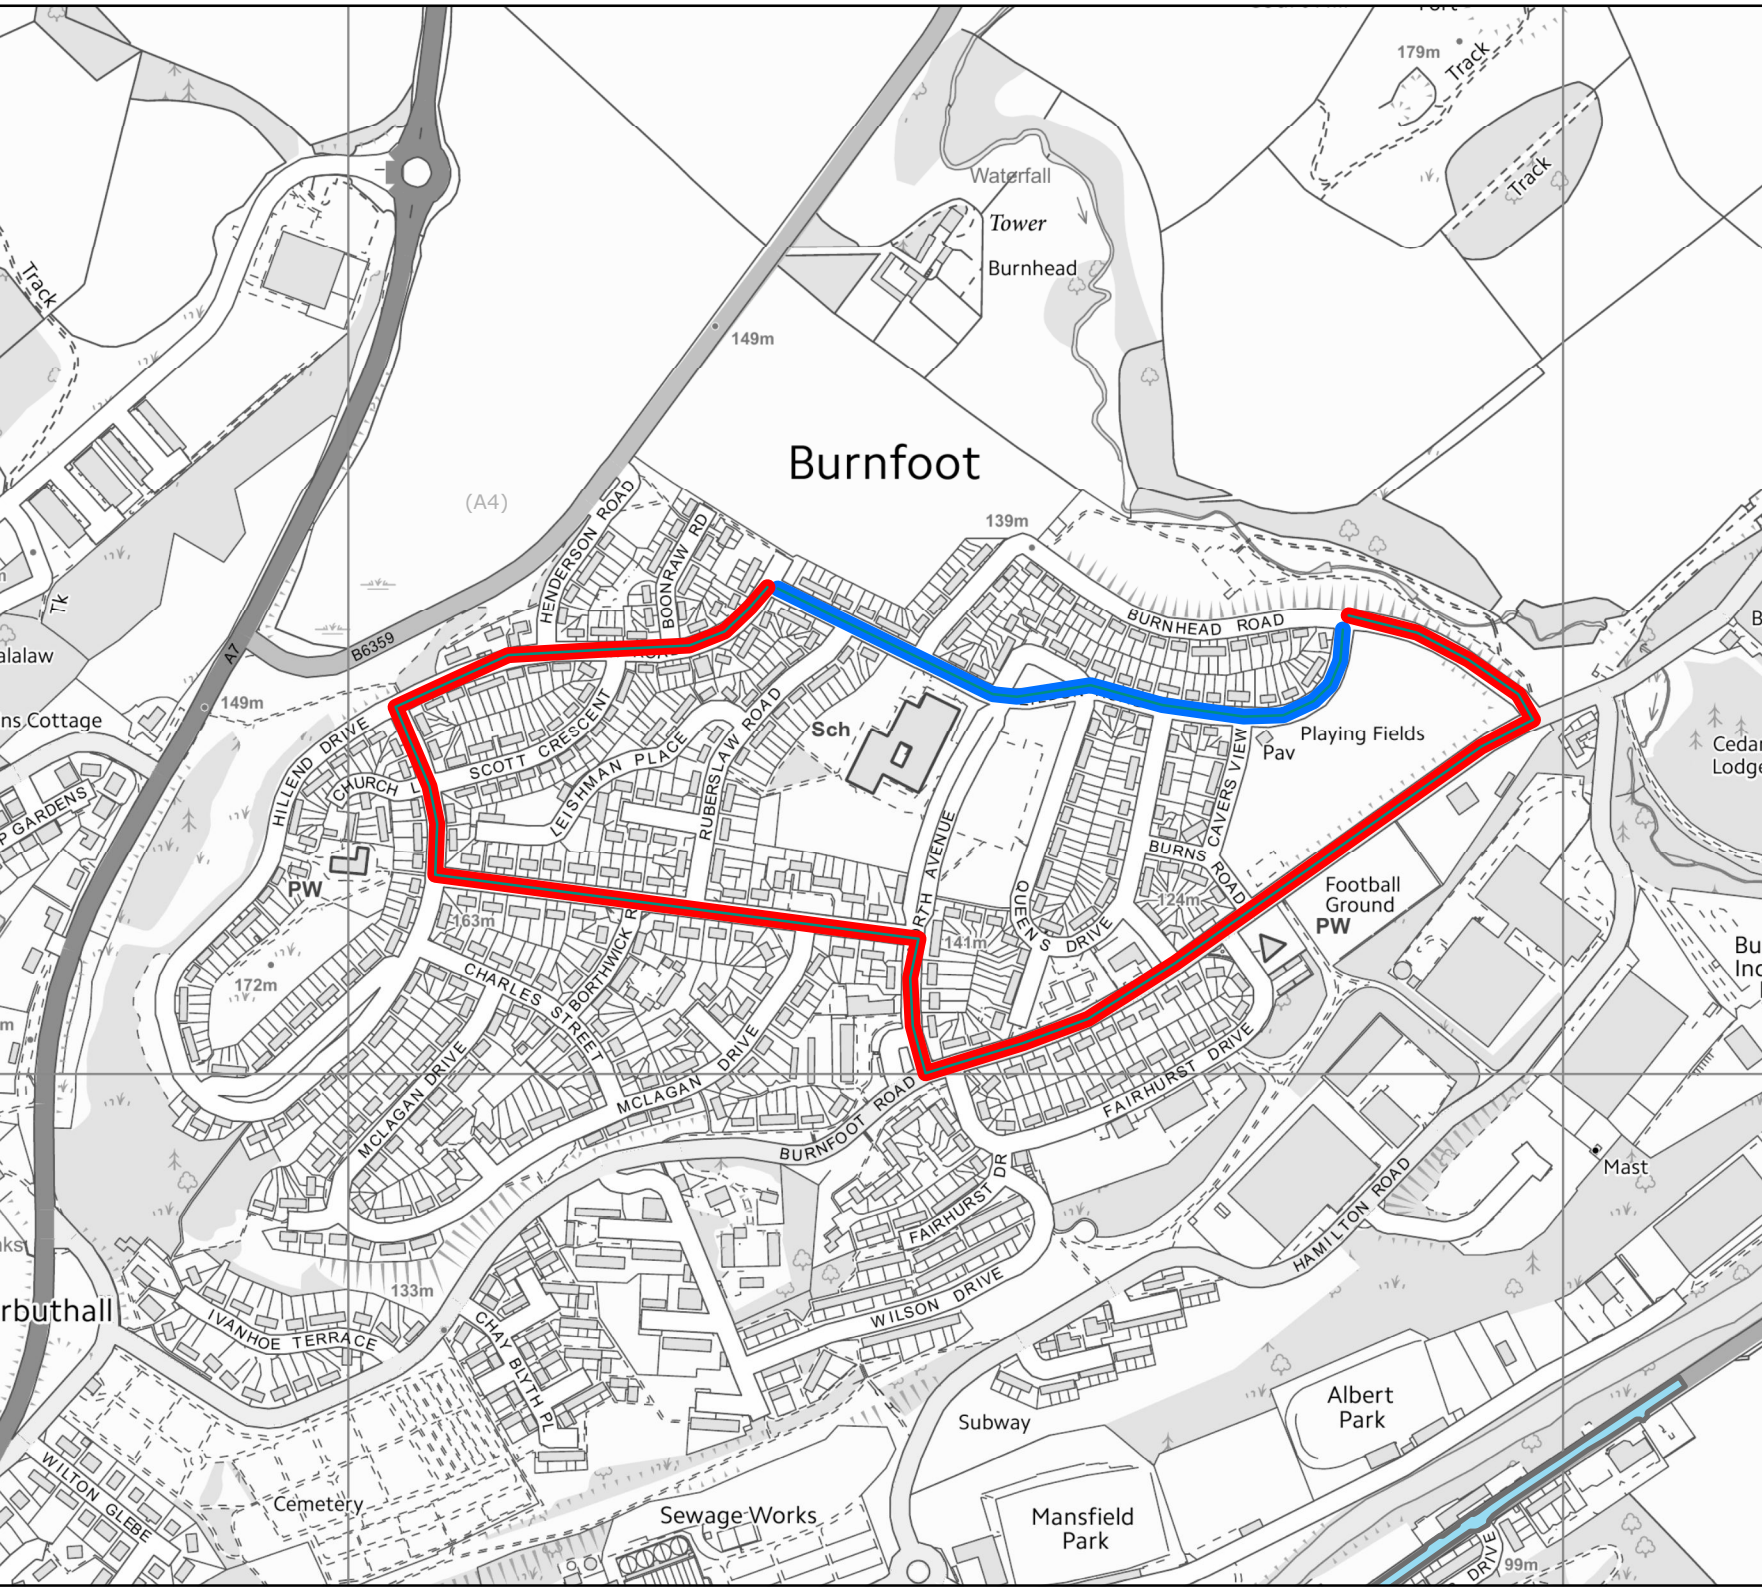 179m
Track
Track
Waterfall
Tower
Burnhead
Track
149m
Burnfoot
(A4)
139m
HENDERSON ROAD
BOONRAW RD
Tk
BURNHEAD ROAD
B6359
A7
149m
HILLEND DRIVE
CHURCH
SCOTT CRESCENT
LEISHMAN PLACE
RUBERSLAW ROAD
Sch
Playing Fields
Pav
CAVERS VIEW
Cedar
Lodge
ns Cottage
P GARDENS
BURNS ROAD
124m
Football
Ground
PW
PW
163m
RTH AVENUE
141m
QUEEN'S DRIVE
172m
CHARLES STREET
BORTHWICK R
MCLAGAN DRIVE
MCLAGAN DRIVE
BURNFOOT ROAD
FAIRHURST DRIVE
FAIRHURST DR
HAMILTON ROAD
Mast
133m
rbuthall
IVANHOE TERRACE
CHAY BLYTH PL
WILSON DRIVE
Subway
Albert
Park
WILTON GLEBE
Cemetery
Sewage Works
Mansfield
Park
DRIVE
99m